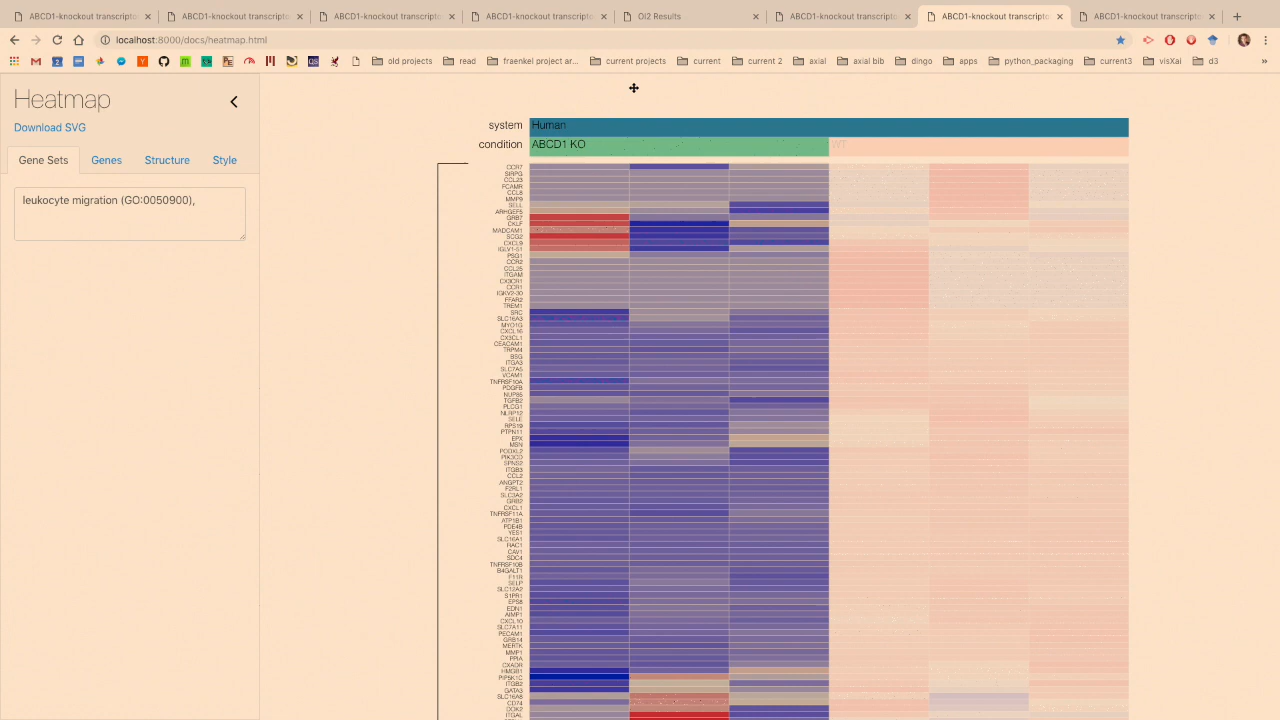 ABCD1-knockout transcripto
ABCD1-knockout transcripto
ABCD1-knockout transcripto
ABCD1-knockout transcripto
OI2 Results
ABCD1-knockout transcripto
ABCD1-knockout transcripto
ABCD1-knockout transcripto
localhost:8000/docs/heatmap.html
old projects
read
fraenkel project ar...
current projects
current
current 2
axial
axial bib
dingo
apps
python_packaging
current3
visXai
d3
Heatmap
Download SVG
Gene Sets
Genes
Structure
Style
leukocyte migration (GO:0050900),
system
Human
condition
ABCD1 KO
WT
CCR7
SIRPG
CCL23
FCAMR
CCL8
MMP9
SELL
ARHGEF5
GRB7
CKLF
MADCAM1
SCG2
CXCL9
IGLV1-51
PSG1
CCR2
CCL25
ITGAM
CX3CR1
CCR1
IGKV2-30
FFAR2
TREM1
SRC
SLC16A3
MYO1G
CXCL16
CX3CL1
CEACAM1
TRPM4
BSG
ITGA3
SLC7A5
VCAM1
TNFRSF10A
PDGFB
NUP85
TGFB2
PLCG1
NLRP12
SELE
RPS19
PTPN11
EPX
MSN
PODXL2
PIK3CD
SPNS2
ITGB3
CCL2
ANGPT2
F2RL1
SLC3A2
GRB2
CXCL1
TNFRSF11A
ATP1B1
PDE4B
YES1
SLC16A1
RAC1
CAV1
SDC4
TNFRSF10B
B4GALT1
F11R
SELP
SLC12A2
S1PR1
EPS8
EDN1
AIMP1
CXCL10
SLC7A11
PECAM1
GRB14
MERTK
MMP1
PPIA
CXADR
HMGB1
PIP5K1C
ITGB2
GATA3
SLC16A8
CD74
DOK2
ITGAL